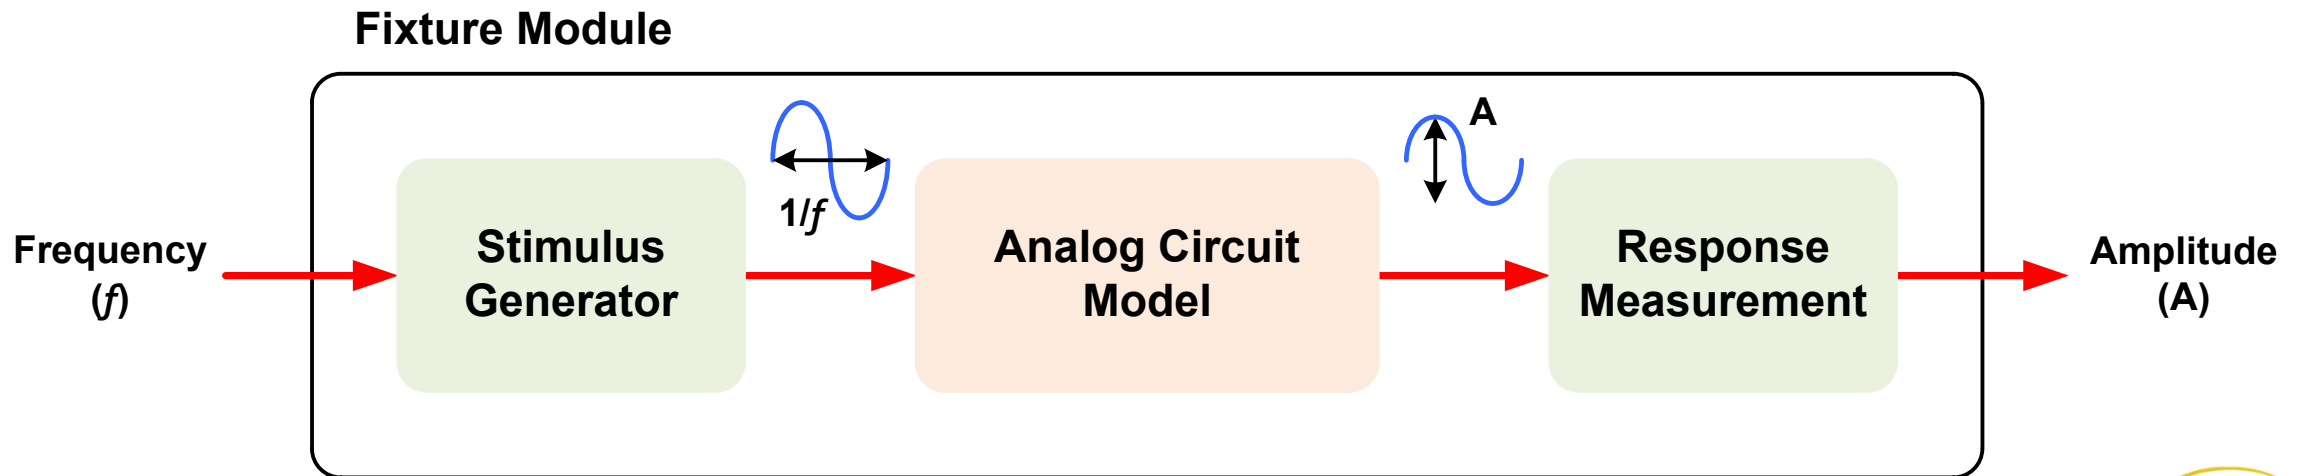 Fixture Module
A
1/f
Frequency
(f)
Stimulus
Generator
Analog Circuit
Model
Response
Measurement
Amplitude
(A)